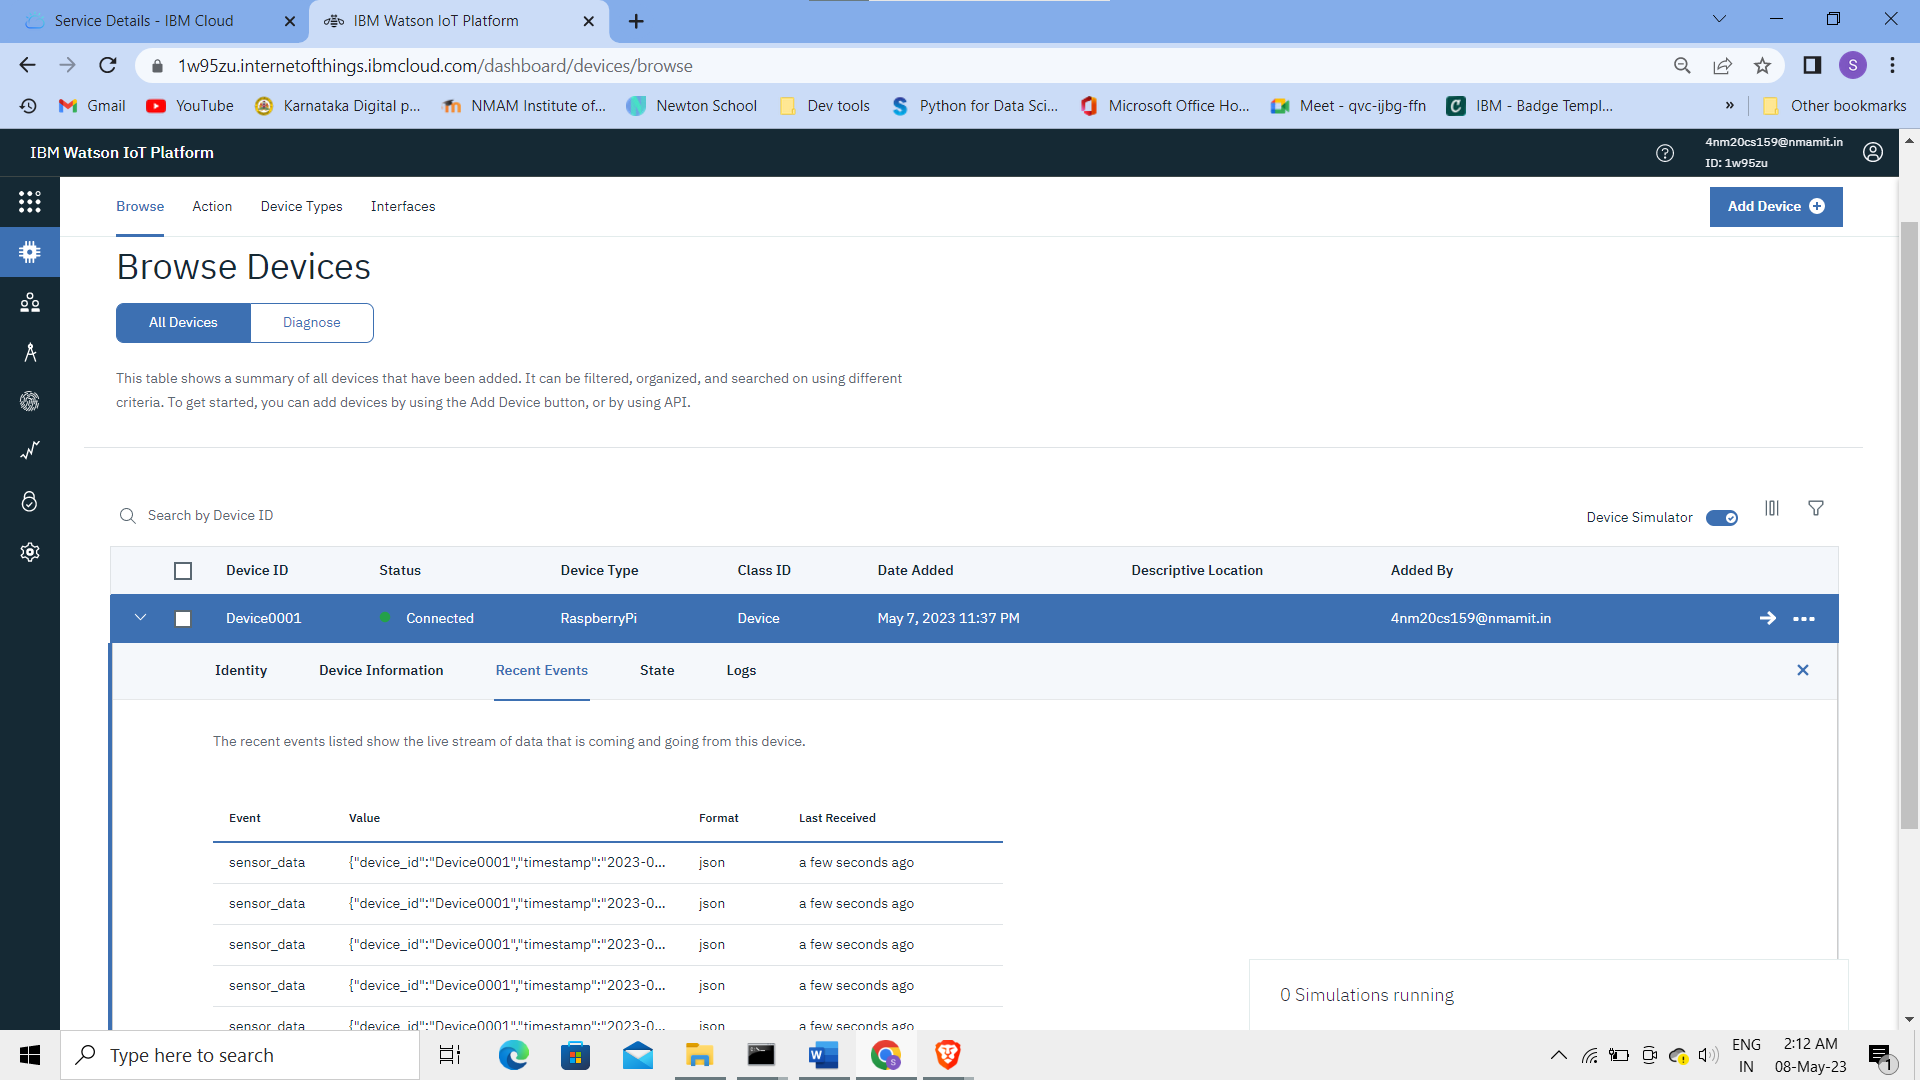 Service Details - IBM Cloud
IBM Watson IoT Platform
1w95zu.internetofthings.ibmcloud.com/dashboard/devices/browse
S
Gmail
YouTube
Karnataka Digital p...
NMAM Institute of...
Newton School
Dev tools
Python for Data Sci...
Microsoft Office Ho...
Meet - qvc-ijbg-ffn
IBM - Badge Templ...
»
Other bookmarks
IBM Watson IoT Platform
4nm20cs159@nmamit.in
ID: 1w95zu
Browse
Action
Device Types
Interfaces
Add Device
Browse Devices
All Devices
Diagnose
This table shows a summary of all devices that have been added. It can be filtered, organized, and searched on using different
criteria. To get started, you can add devices by using the Add Device button, or by using API.
Search by Device ID
Device Simulator
Device ID Status Device Type Class ID Date Added Descriptive Location Added By
Device0001 Connected RaspberryPi Device May 7, 2023 11:37 PM 4nm20cs159@nmamit.in
Identity
Device Information
Recent Events
State
Logs
The recent events listed show the live stream of data that is coming and going from this device.
Event Value Format Last Received
sensor_data {"device_id":"Device0001","timestamp":"2023-0... json a few seconds ago
sensor_data {"device_id":"Device0001","timestamp":"2023-0... json a few seconds ago
sensor_data {"device_id":"Device0001","timestamp":"2023-0... json a few seconds ago
sensor_data {"device_id":"Device0001","timestamp":"2023-0... json a few seconds ago
sensor_data {"device_id":"Device0001","timestamp":"2023-0... json a few seconds ago
0 Simulations running
Type here to search
ENG
IN
2:12 AM
08-May-23
1